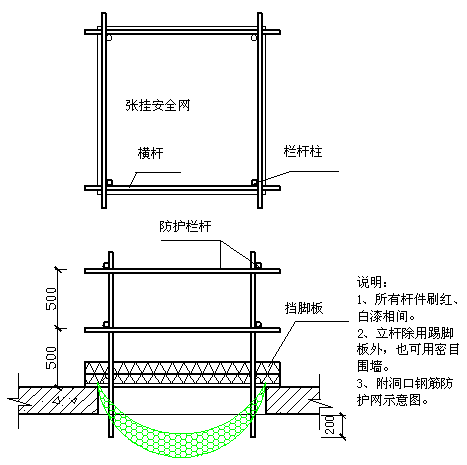 张挂安全网
横杆
栏杆柱
防护栏杆
500
500
挡脚板
200
说明：
1、所有杆件刷红、
白漆相间。
2、立杆除用踢脚
板外，也可用密目
围墙。
3、附洞口钢筋防
护网示意图。